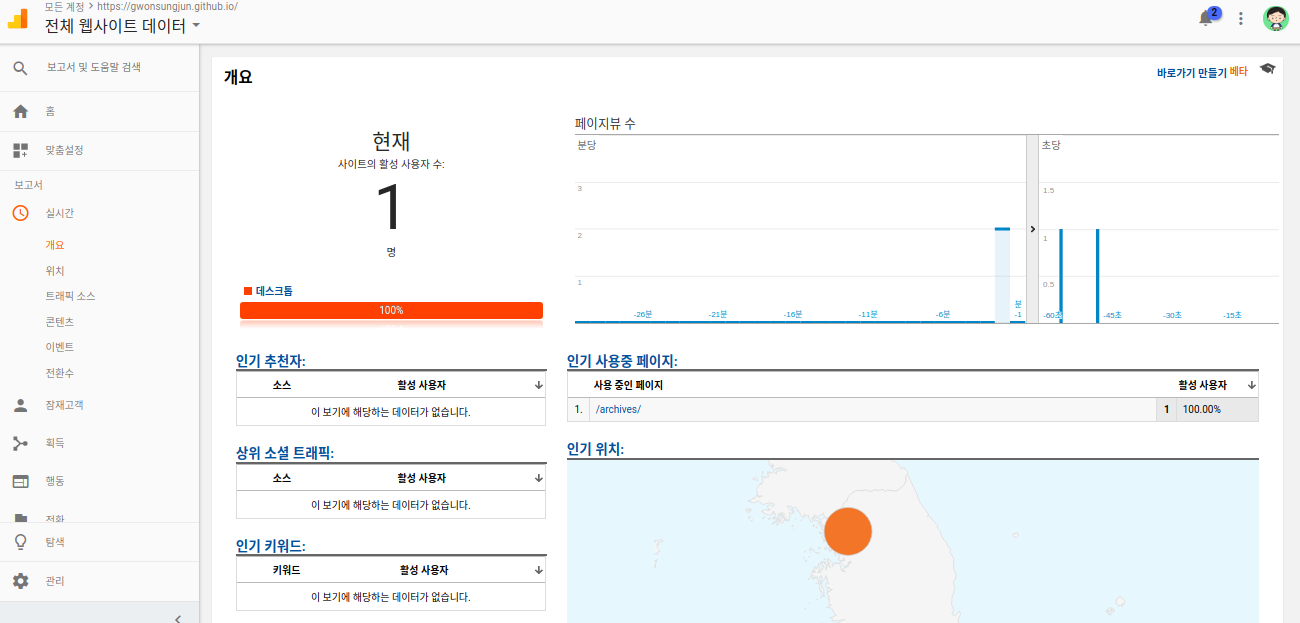 모든 계정 > https://gwonsungjun.github.io/
전체 웹사이트 데이터
2
보고서 및 도움말 검색
홈
맞춤설정
보고서
실시간
개요
위치
트래픽 소스
콘텐츠
이벤트
전환수
잠재고객
획득
행동
전환
탐색
관리
개요
바로가기 만들기 베타
현재
사이트의 활성 사용자 수:
1
명
데스크톱
100%
페이지뷰 수
분당
3
2
1
-26분
-21분
-16분
-11분
-6분
분
-1
초당
1.5
1
0.5
-60초
-45초
-30초
-15초
인기 추천자:
소스 활성 사용자
이 보기에 해당하는 데이터가 없습니다.
상위 소셜 트래픽:
소스 활성 사용자
이 보기에 해당하는 데이터가 없습니다.
인기 키워드:
키워드 활성 사용자
이 보기에 해당하는 데이터가 없습니다.
인기 사용중 페이지:
사용 중인 페이지 활성 사용자
1. /archives/ 1 100.00%
인기 위치: